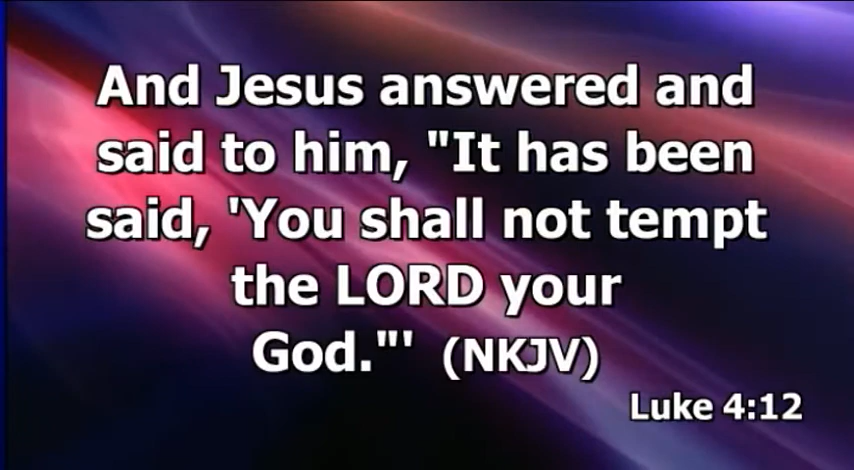 And Jesus answered and
said to him, "It has been
said, 'You shall not tempt
the LORD your
God."' (NKJV)
Luke 4:12